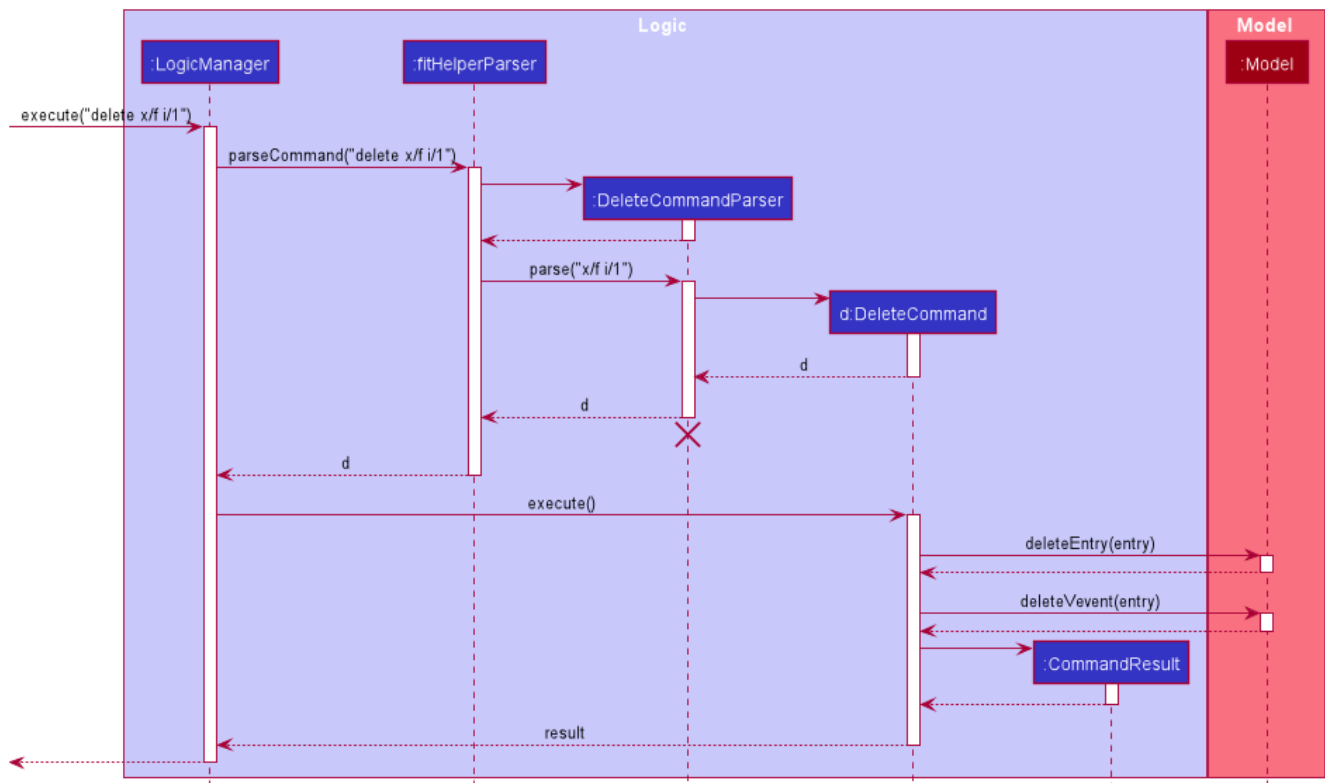 Logic
Model
:LogicManager
:fitHelperParser
:Model
execute("delete x/f i/1")
parseCommand("delete x/f i/1")
:DeleteCommandParser
parse("x/f i/1")
d:DeleteCommand
d
d
d
execute()
deleteEntry(entry)
deleteVevent(entry)
:CommandResult
result